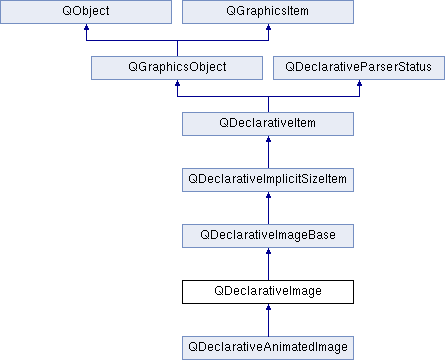 QObject
QGraphicsItem
QGraphicsObject
QDeclarativeParserStatus
QDeclarativeItem
QDeclarativeImplicitSizeItem
QDeclarativeImageBase
QDeclarativeImage
QDeclarativeAnimatedImage